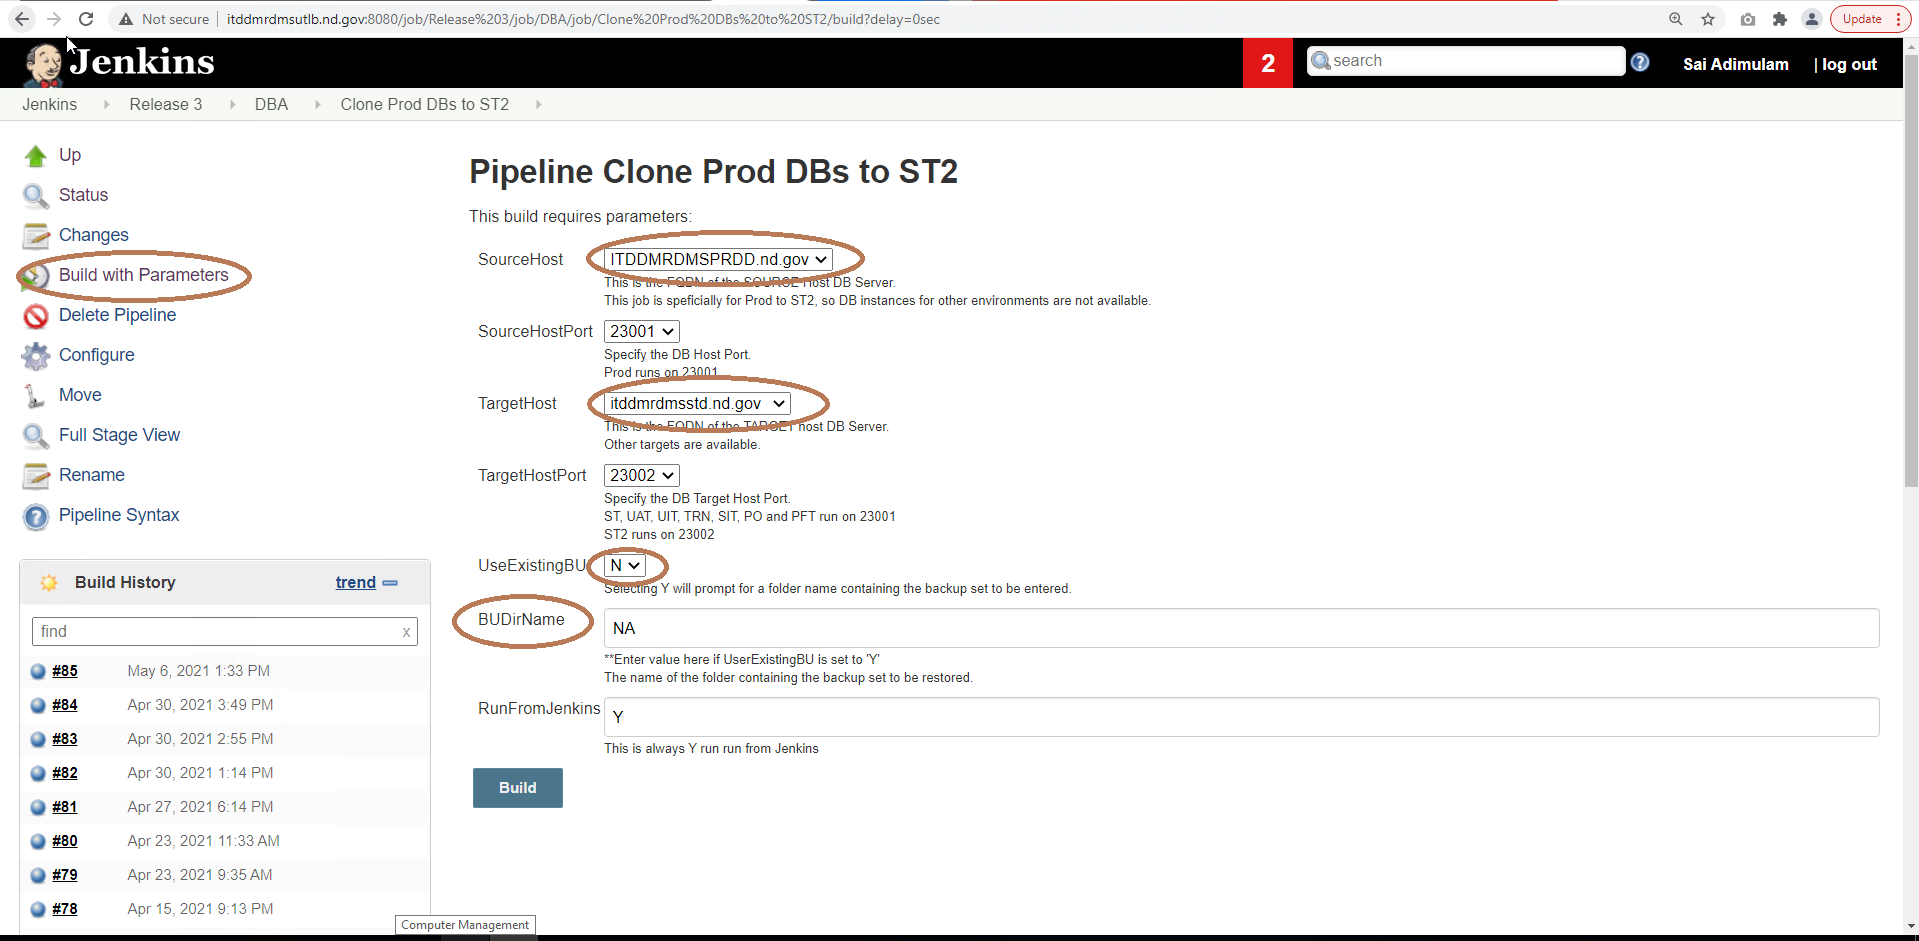 Not secure
itddmrdmsutlb.nd.gov:8080/job/Release%203/job/DBA/job/Clone%20Prod%20DBs%20to%20ST2/build?delay=0sec
Update
Jenkins
2
search
Sai Adimulam
| log out
Jenkins
Release 3
DBA
Clone Prod DBs to ST2
Up
Status
Changes
Build with Parameters
Delete Pipeline
Configure
Move
Full Stage View
Rename
Pipeline Syntax
Build History
trend
find
x
#85 May 6, 2021 1:33 PM
#84 Apr 30, 2021 3:49 PM
#83 Apr 30, 2021 2:55 PM
#82 Apr 30, 2021 1:14 PM
#81 Apr 27, 2021 6:14 PM
#80 Apr 23, 2021 11:33 AM
#79 Apr 23, 2021 9:35 AM
#78 Apr 15, 2021 9:13 PM
Pipeline Clone Prod DBs to ST2
This build requires parameters:
SourceHost
ITDDMRDMSPRDD.nd.gov
This is the FQDN of the SOURCE Host DB Server.
This job is speficially for Prod to ST2, so DB instances for other environments are not available.
SourceHostPort
23001
Specify the DB Host Port.
Prod runs on 23001
TargetHost
itddmrdmsstd.nd.gov
This is the FQDN of the TARGET host DB Server.
Other targets are available.
TargetHostPort
23002
Specify the DB Target Host Port.
ST, UAT, UIT, TRN, SIT, PO and PFT run on 23001
ST2 runs on 23002
UseExistingBU
N
Selecting Y will prompt for a folder name containing the backup set to be entered.
BUDirName
NA
**Enter value here if UserExistingBU is set to 'Y'
The name of the folder containing the backup set to be restored.
RunFromJenkins
Y
This is always Y run run from Jenkins
Build
Computer Management